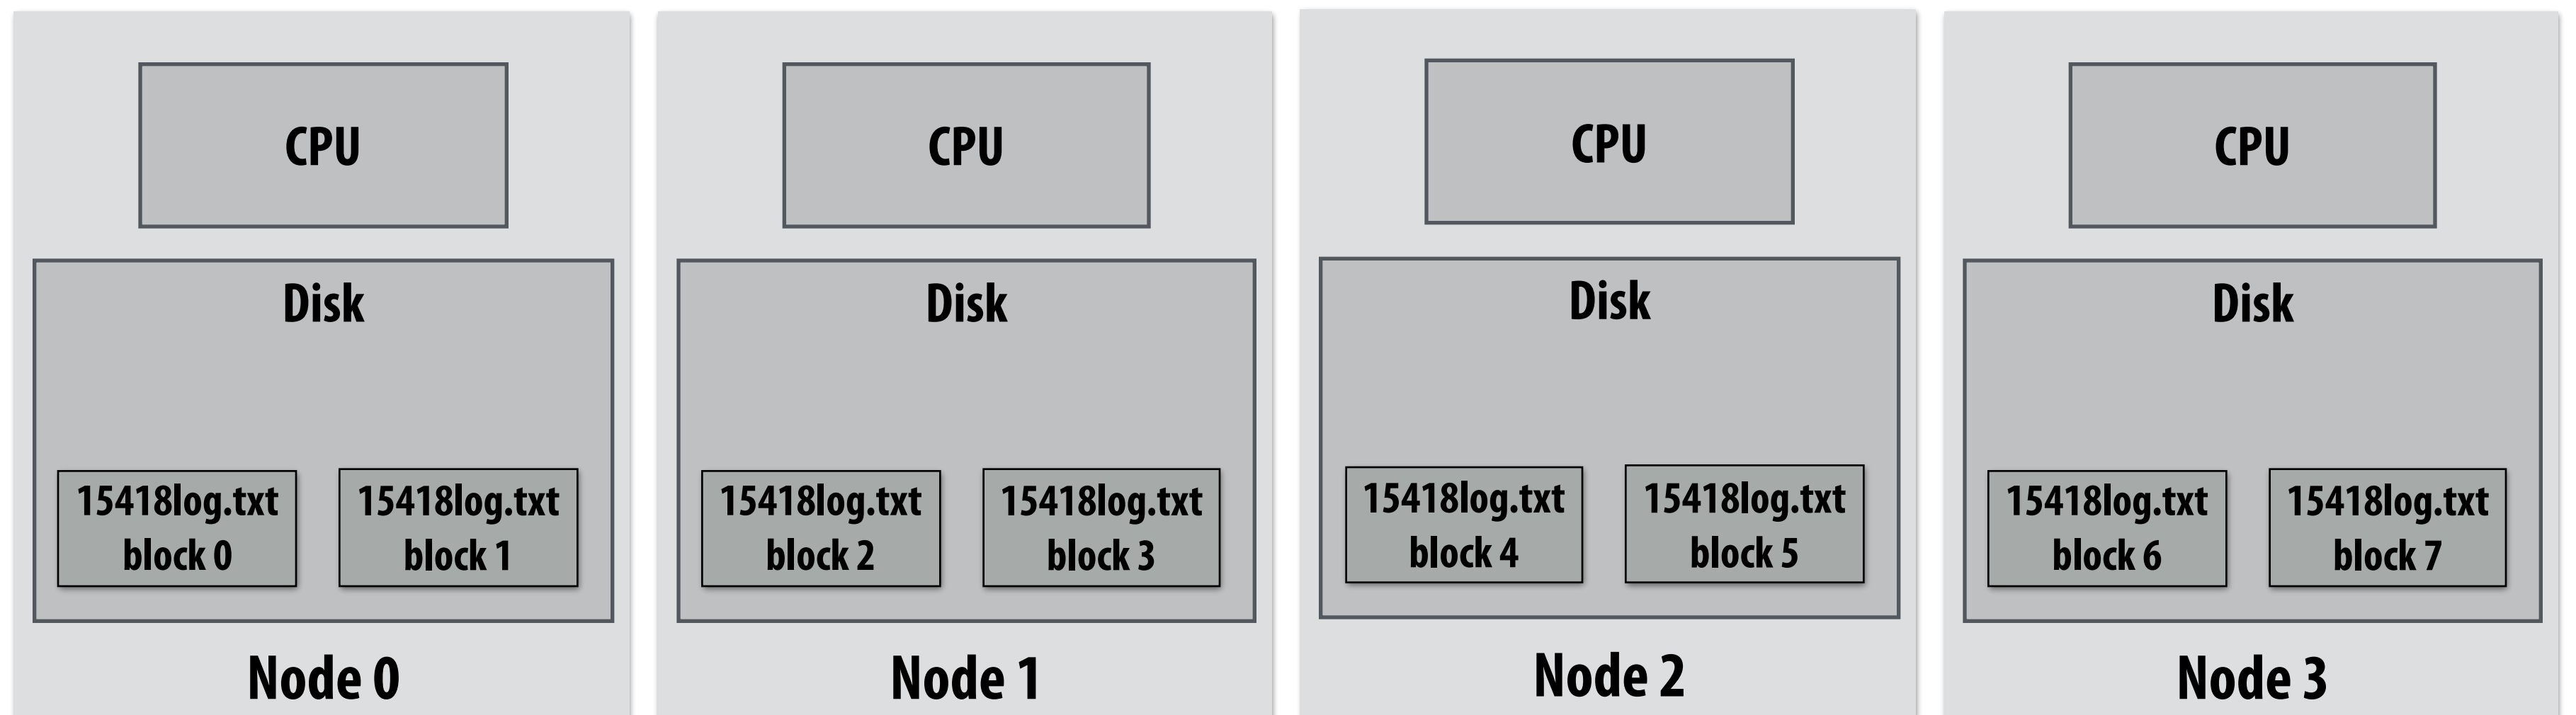 CPU
Disk
15418log.txt
block 0
15418log.txt
block 1
Node 0
CPU
Disk
15418log.txt
block 2
15418log.txt
block 3
Node 1
CPU
Disk
15418log.txt
block 4
15418log.txt
block 5
Node 2
CPU
Disk
15418log.txt
block 6
15418log.txt
block 7
Node 3